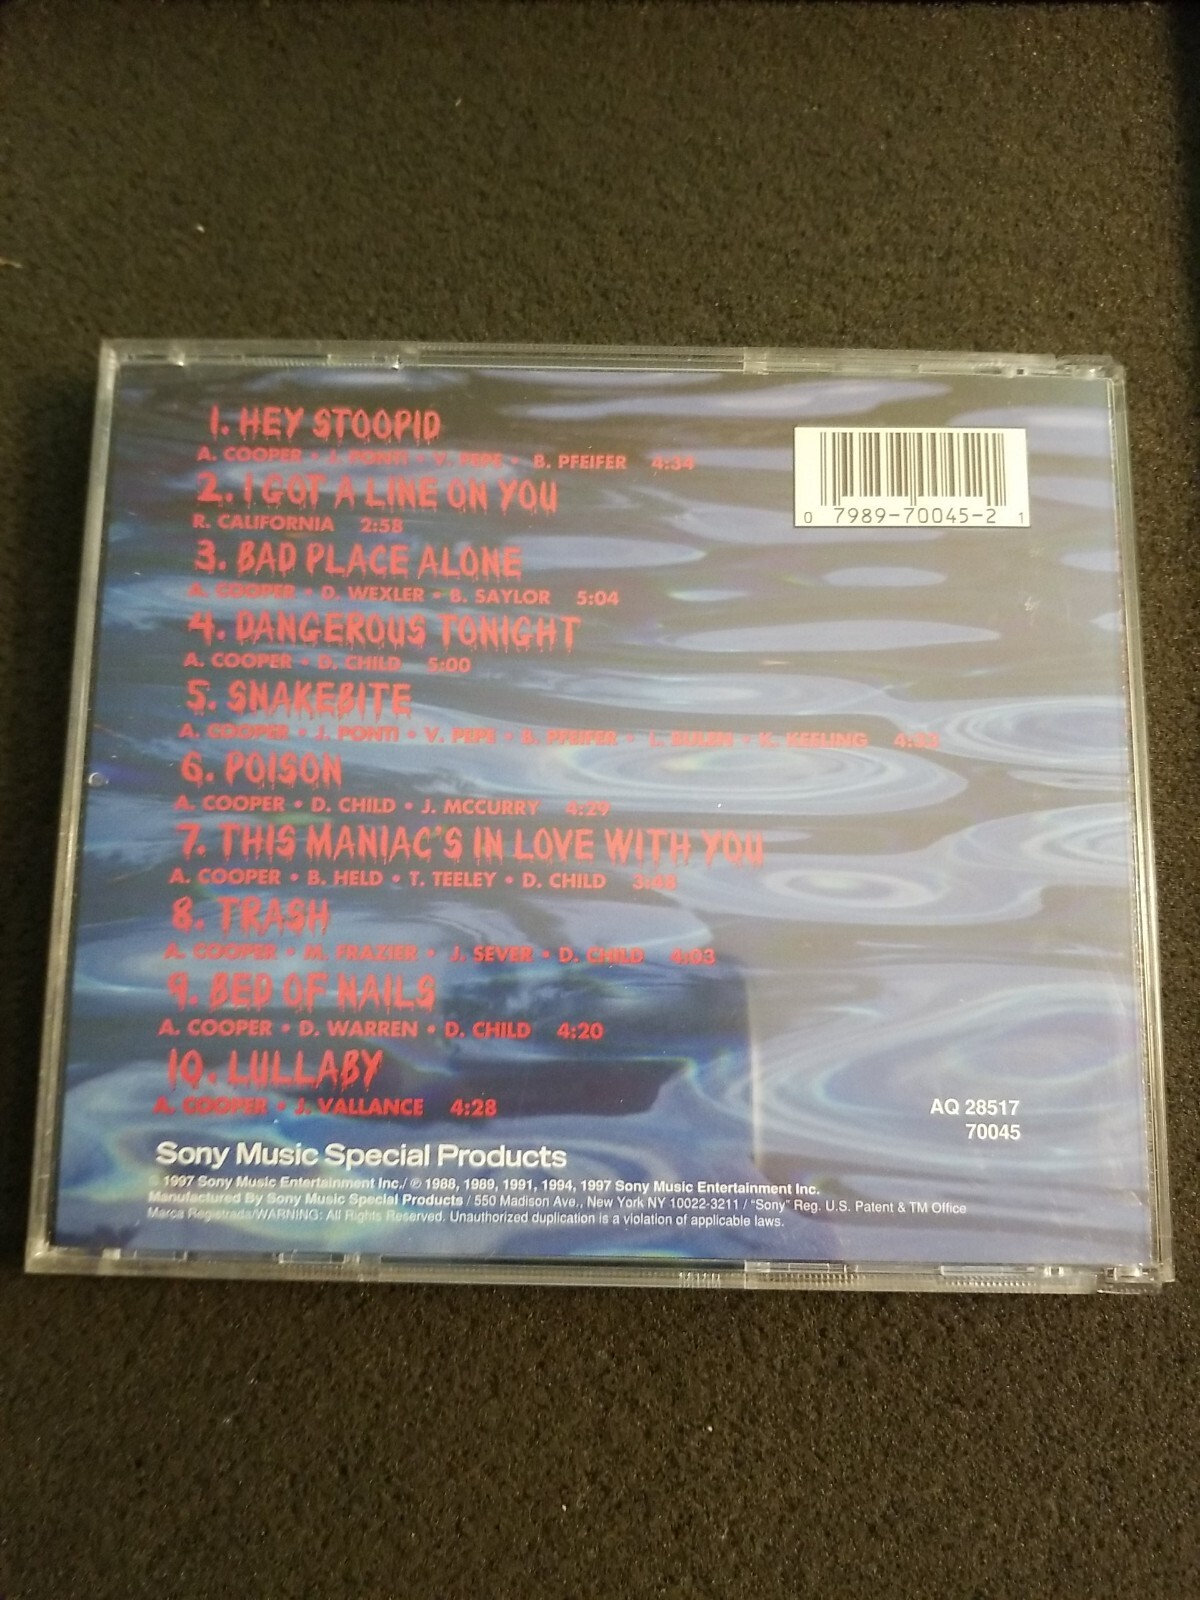 1. HEY STOOPID
A. COOPER • J. PONTI • V. PEPE • B. PFEIFER 4:34
2. I GOT A LINE ON YOU
R. CALIFORNIA 2:58
3. BAD PLACE ALONE
A. COOPER • D. WEXLER • B. SAYLOR 5:04
4. DANGEROUS TONIGHT
A. COOPER • D. CHILD 5:00
5. SNAKEBITE
A. COOPER • J. PONTI • V. PEPE • B. PFEIFER • L. BULEN • K. KEELING
6. POISON
A. COOPER • D. CHILD • J. MCCURRY 4:29
7. THIS MANIAC'S IN LOVE WITH YOU
A. COOPER • B. HELD • T. TEELEY • D. CHILD 3:48
8. TRASH
A. COOPER • M. FRAZIER • J. SEVER • D. CHILD 4:03
9. BED OF NAILS
A. COOPER • D. WARREN • D. CHILD 4:20
10. LULLABY
A. COOPER • J. VALLANCE 4:28
0 7989-70045-2 1
AQ 28517
70045
Sony Music Special Products
© 1997 Sony Music Entertainment Inc./ ℗ 1988, 1989, 1991, 1994, 1997 Sony Music Entertainment Inc.
Manufactured By Sony Music Special Products / 550 Madison Ave., New York NY 10022-3211 / "Sony" Reg. U.S. Patent & TM Office
Marca Registrada/WARNING: All Rights Reserved. Unauthorized duplication is a violation of applicable laws.